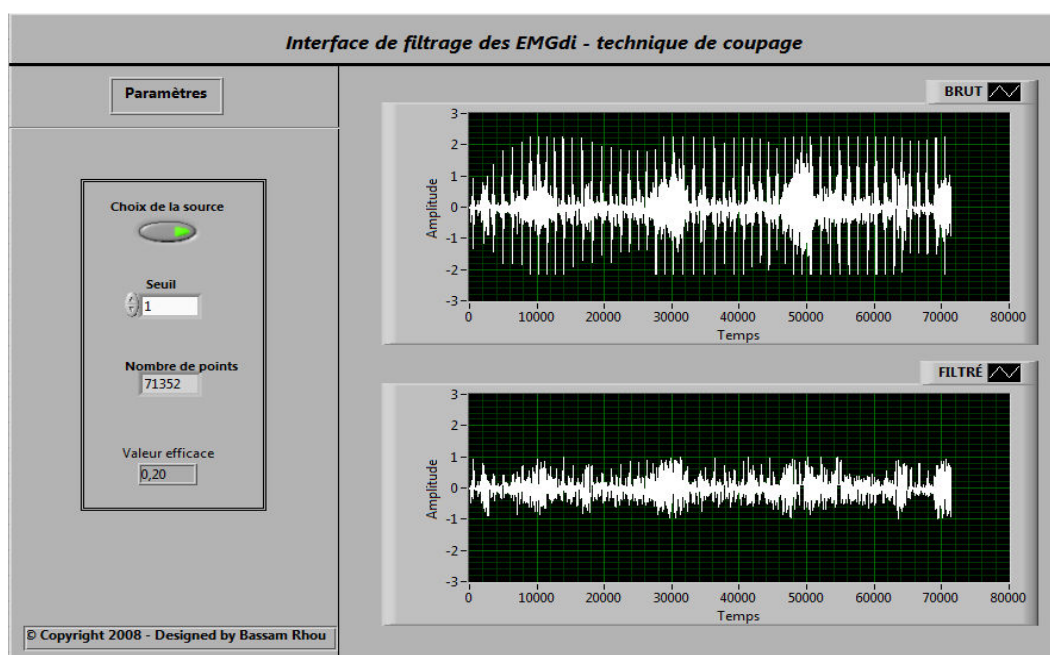 Interface de filtrage des EMGdi - technique de coupage
Paramètres
Choix de la source
Seuil
1
Nombre de points
71352
Valeur efficace
0,20
© Copyright 2008 - Designed by Bassam Rhou
BRUT
Amplitude
3
2
1
0
-1
-2
-3
0 10000 20000 30000 40000 50000 60000 70000 80000
Temps
FILTRÉ
Amplitude
3
2
1
0
-1
-2
-3
0 10000 20000 30000 40000 50000 60000 70000 80000
Temps